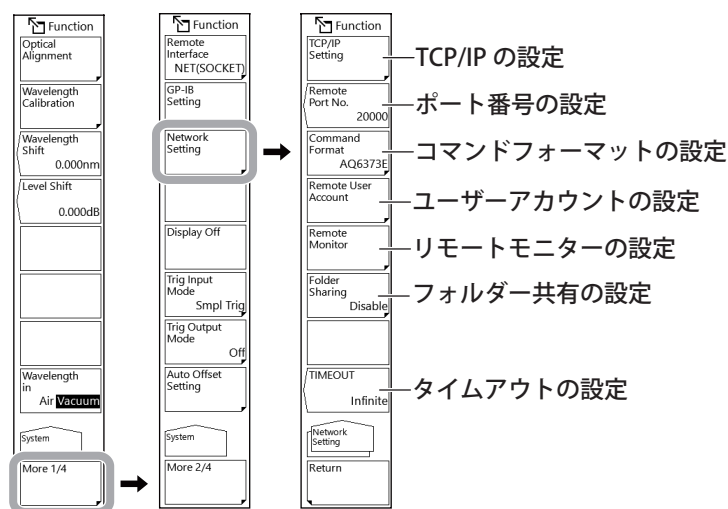 Function
Optical
Alignment
Wavelength
Calibration
Wavelength
Shift
0.000nm
Level Shift
0.000dB
Wavelength
in
Air Vacuum
System
More 1/4
Function
Remote
Interface
NET(SOCKET)
GP-IB
Setting
Network
Setting
Display Off
Trig Input
Mode
Smpl Trig
Trig Output
Mode
Off
Auto Offset
Setting
System
More 2/4
Function
TCP/IP
Setting
Remote
Port No.
20000
Command
Format
AQ6373E
Remote User
Account
Remote
Monitor
Folder
Sharing
Disable
TIMEOUT
Infinite
Network
Setting
Return
TCP/IP の設定
ポート番号の設定
コマンドフォーマットの設定
ユーザーアカウントの設定
リモートモニターの設定
フォルダー共有の設定
タイムアウトの設定